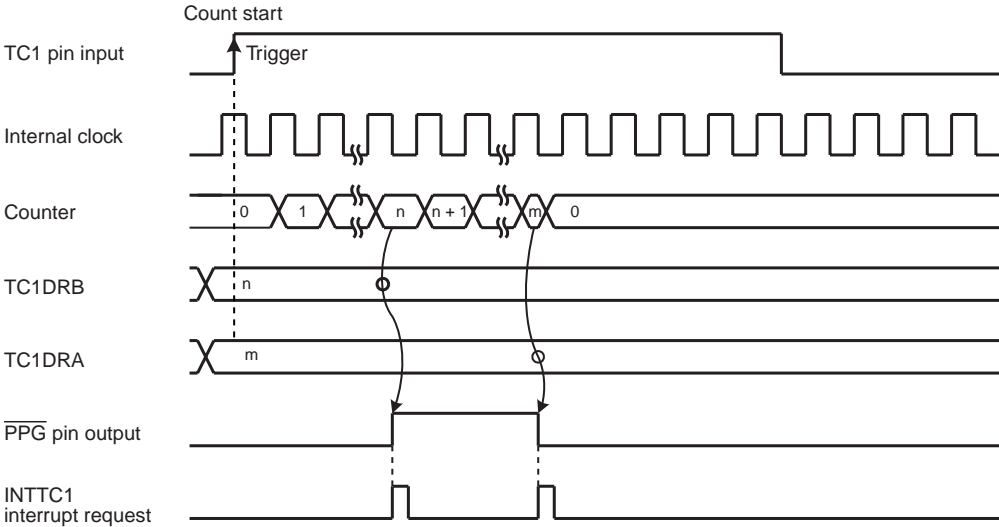 Count start
TC1 pin input
Trigger
Internal clock
Counter
0 1 n n + 1 m 0
TC1DRB
n
TC1DRA
m
PPG pin output
INTTC1
interrupt request